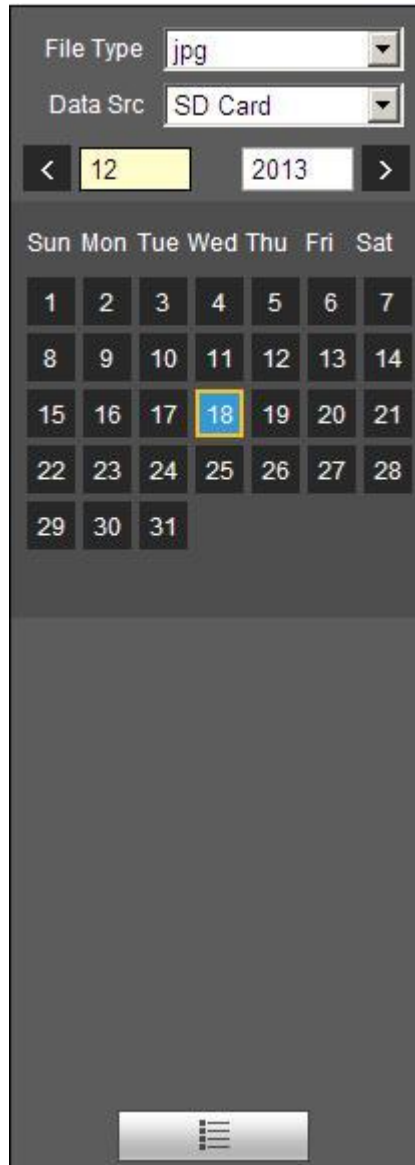 File Type jpg
Data Src SD Card
< 12 2013 >
Sun Mon Tue Wed Thu Fri Sat
1 2 3 4 5 6 7
8 9 10 11 12 13 14
15 16 17 18 19 20 21
22 23 24 25 26 27 28
29 30 31